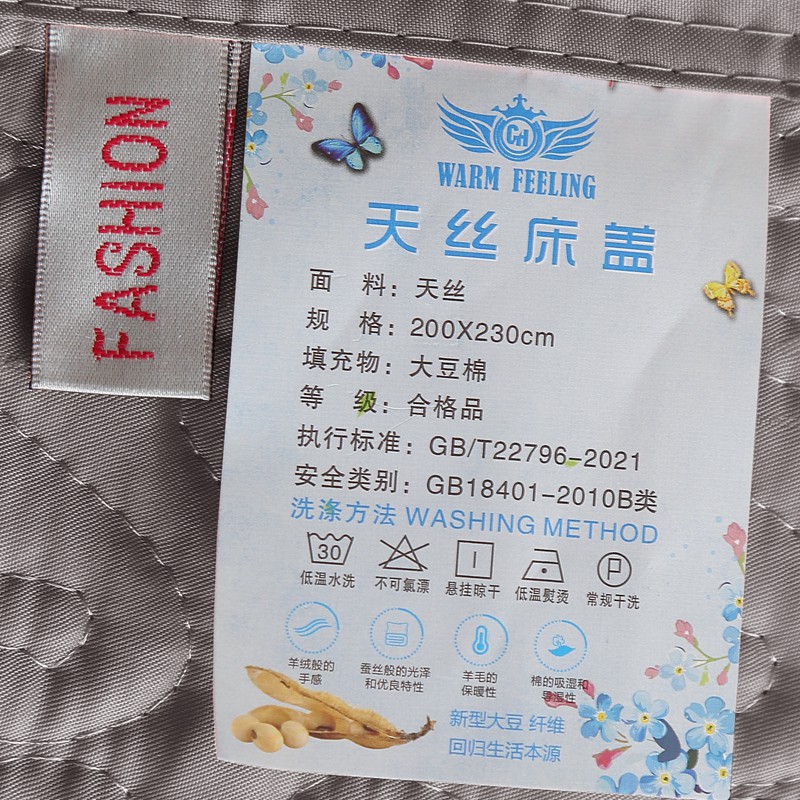 FASHION
CH
WARM FEELING
天丝床盖
面 料：天丝
规 格：200X230cm
填充物：大豆棉
等 级：合格品
执行标准：GB/T22796-2021
安全类别：GB18401-2010B类
洗涤方法 WASHING METHOD
30
P
低温水洗 不可氯漂 悬挂晾干 低温熨烫 常规干洗
羊绒般的
手感
蚕丝般的光泽
和优良特性
羊毛的
保暖性
棉的吸湿和
导湿性
新型大豆 纤维
回归生活本源